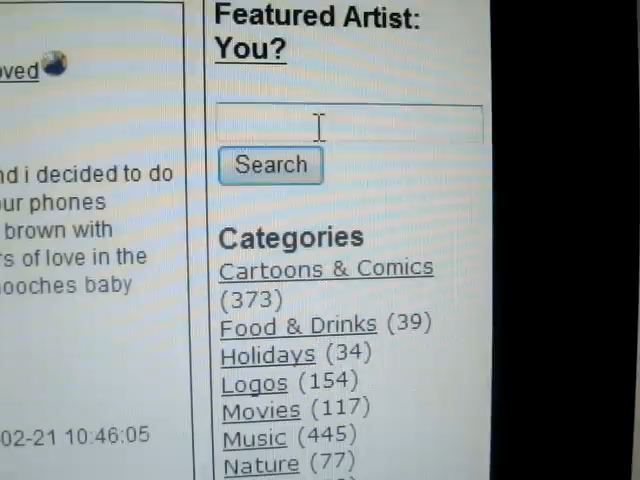 oved
nd i decided to do
ur phones
brown with
s of love in the
ooches baby
02-21 10:46:05
Featured Artist:
You?
Search
Categories
Cartoons & Comics
(373)
Food & Drinks (39)
Holidays (34)
Logos (154)
Movies (117)
Music (445)
Nature (77)